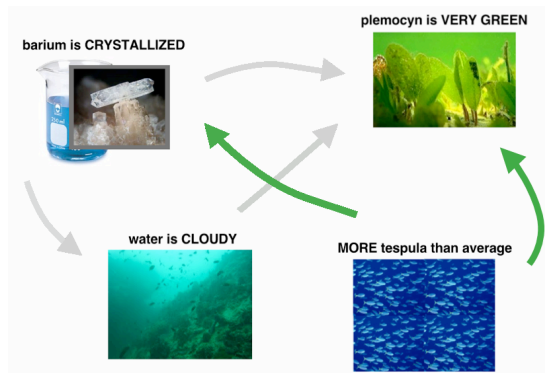 plemocyn is VERY GREEN
barium is CRYSTALLIZED
water is CLOUDY
MORE tespula than average